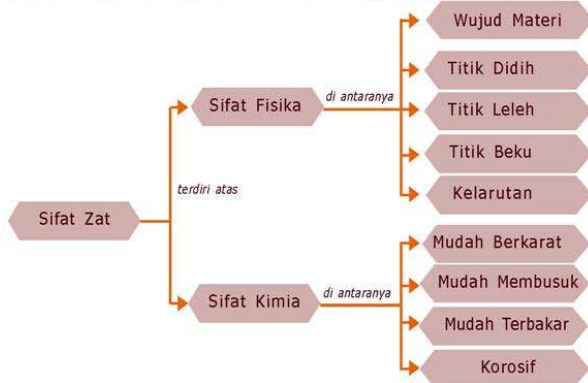 Sifat Zat
terdiri atas
Sifat Fisika
di antaranya
Wujud Materi
Titik Didih
Titik Leleh
Titik Beku
Kelarutan
Sifat Kimia
di antaranya
Mudah Berkarat
Mudah Membusuk
Mudah Terbakar
Korosif